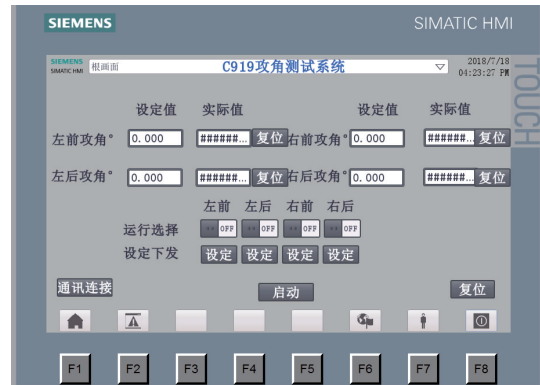 SIEMENS SIMATIC HMI
SIEMENS
SIMATIC HMI
根画面 C919攻角测试系统 2018/7/18
04:23:27 PM
TOUCH
设定值 实际值 设定值 实际值
左前攻角° 0.000 ######... 复位 右前攻角° 0.000 ######... 复位
左后攻角° 0.000 ######... 复位 右后攻角° 0.000 ######... 复位
左前 左后 右前 右后
运行选择 OFF OFF OFF OFF
设定下发 设定 设定 设定 设定
通讯连接 启动 复位
F1 F2 F3 F4 F5 F6 F7 F8